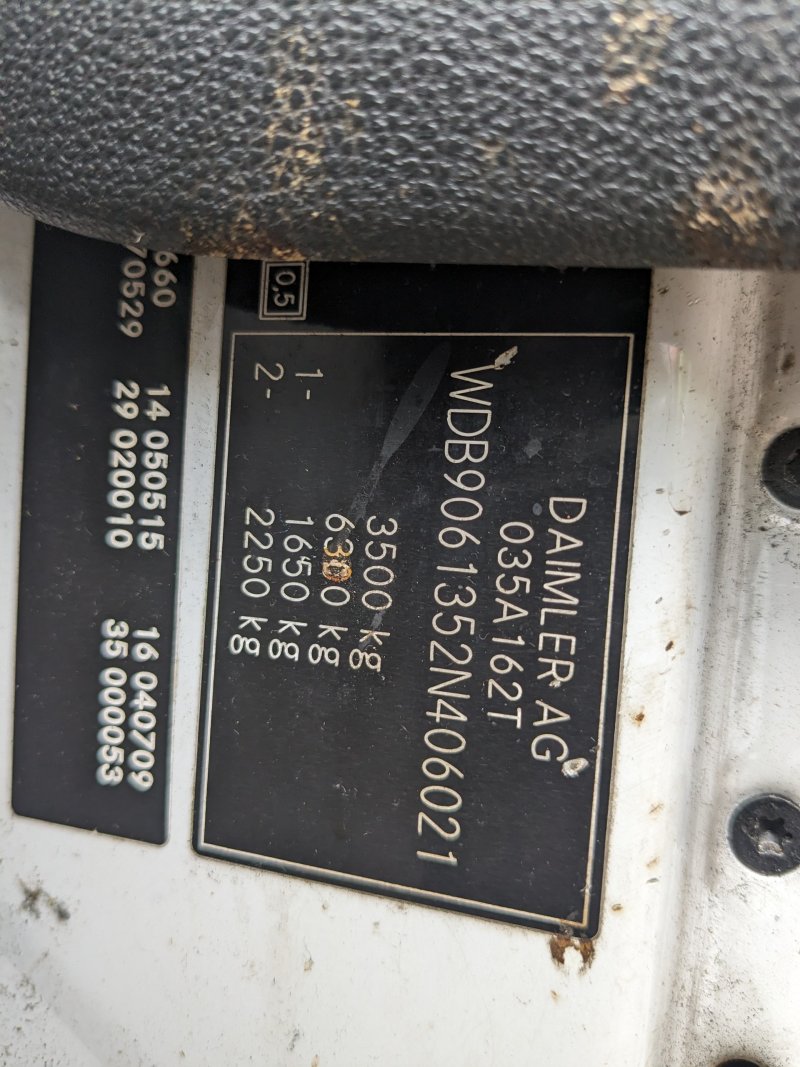 DAIMLER AG
035A162T
WDB9061352N406021
3500 kg
6300 kg
1- 1650 kg
2- 2250 kg
0,5
660 14 050515 16 040709
70529 29 020010 35 000053